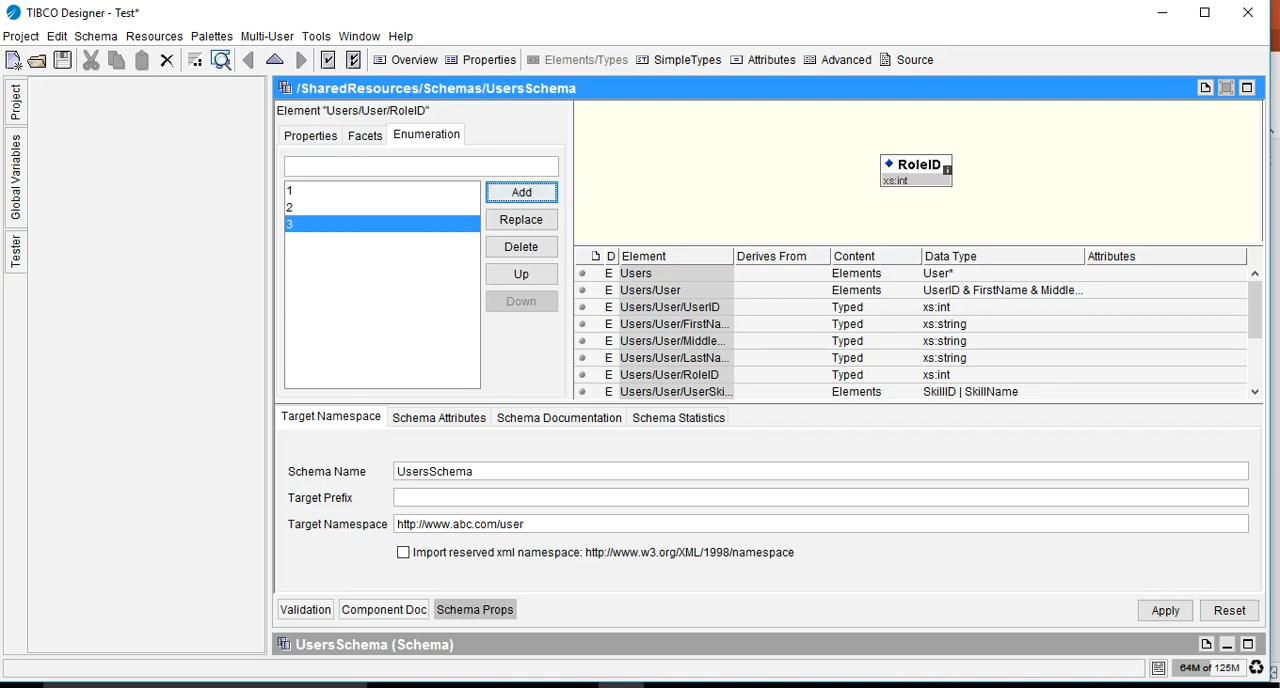 TIBCO Designer - Test*
Project Edit Schema Resources Palettes Multi-User Tools Window Help
Overview Properties Elements/Types SimpleTypes Attributes Advanced Source
Project
Global Variables
Tester
/SharedResources/Schemas/UsersSchema
Element "Users/User/RoleID"
Properties Facets Enumeration
1
2
3
Add
Replace
Delete
Up
Down
RoleID
xs:int
D Element Derives From Content Data Type Attributes
E Users Elements User*
E Users/User Elements UserID & FirstName & Middle...
E Users/User/UserID Typed xs:int
E Users/User/FirstNa... Typed xs:string
E Users/User/Middle... Typed xs:string
E Users/User/LastNa... Typed xs:string
E Users/User/RoleID Typed xs:int
E Users/User/UserSki... Elements SkillID | SkillName
Target Namespace Schema Attributes Schema Documentation Schema Statistics
Schema Name UsersSchema
Target Prefix
Target Namespace http://www.abc.com/user
Import reserved xml namespace: http://www.w3.org/XML/1998/namespace
Validation Component Doc Schema Props Apply Reset
UsersSchema (Schema)
64M of 125M